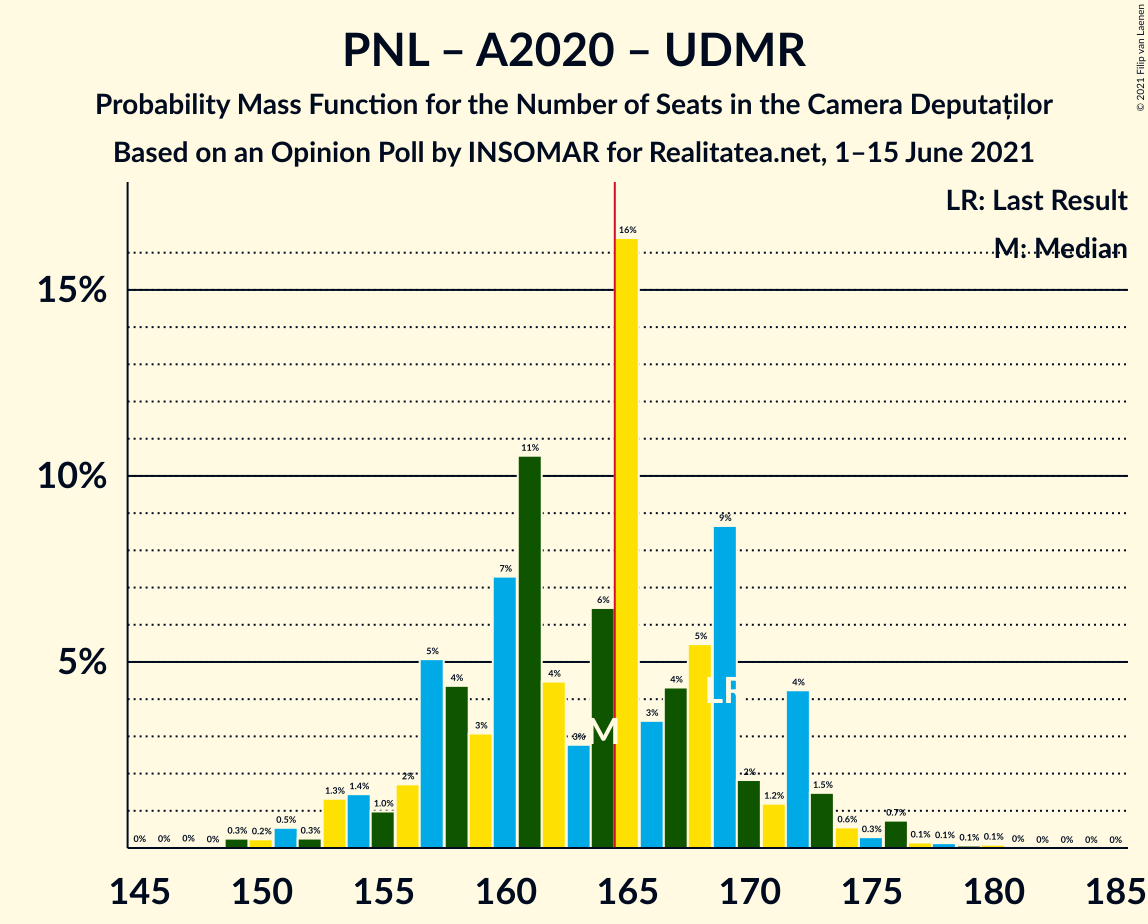 PNL – A2020 – UDMR
Probability Mass Function for the Number of Seats in the Camera Deputaților
Based on an Opinion Poll by INSOMAR for Realitatea.net, 1–15 June 2021
© 2021 Filip van Laenen
LR: Last Result
M: Median
15%
10%
5%
0% 0% 0% 0% 0.3% 0.2% 0.5% 0.3% 1.3% 1.4% 1.0% 2% 5% 4% 3% 7% 11% 4% 3% 6% 16% 3% 4% 5% 9% 2% 1.2% 4% 1.5% 0.6% 0.3% 0.7% 0.1% 0.1% 0.1% 0.1% 0% 0% 0% 0% 0%
M
LR
145 150 155 160 165 170 175 180 185